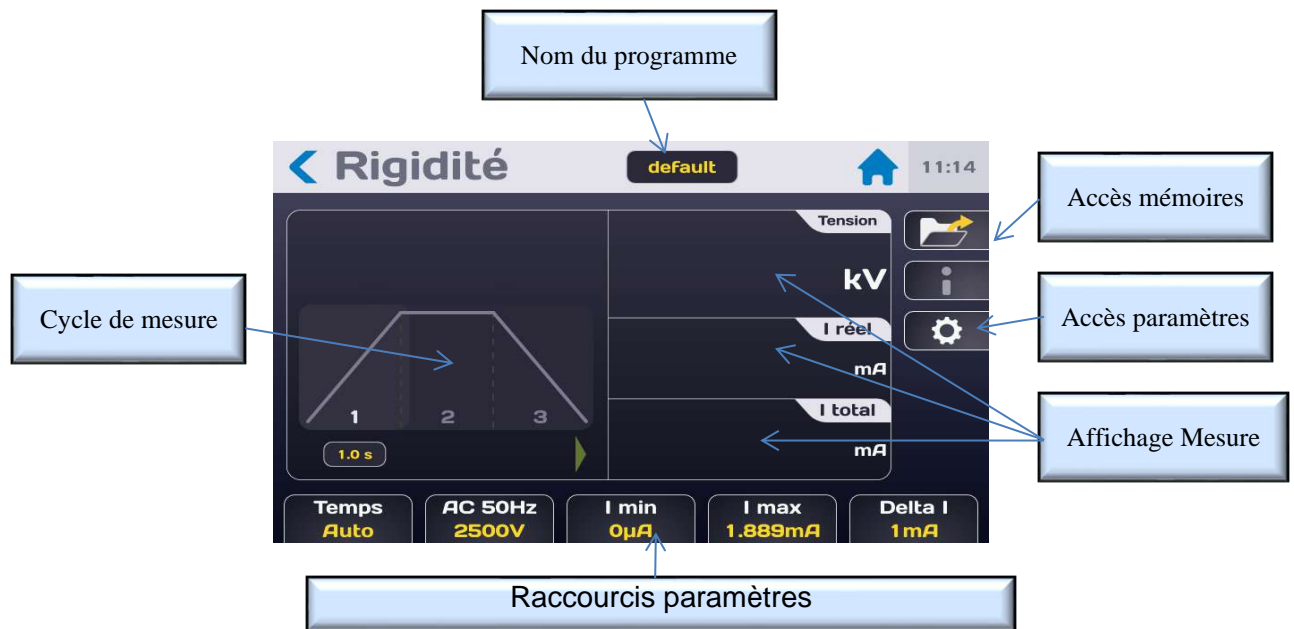 Nom du programme
Rigidité
default
11:14
Accès mémoires
Tension
kV
Cycle de mesure
Accès paramètres
I réel
mA
1 2 3
I total
Affichage Mesure
1.0 s
mA
Temps
Auto
AC 50Hz
2500V
I min
0µA
I max
1.889mA
Delta I
1mA
Raccourcis paramètres